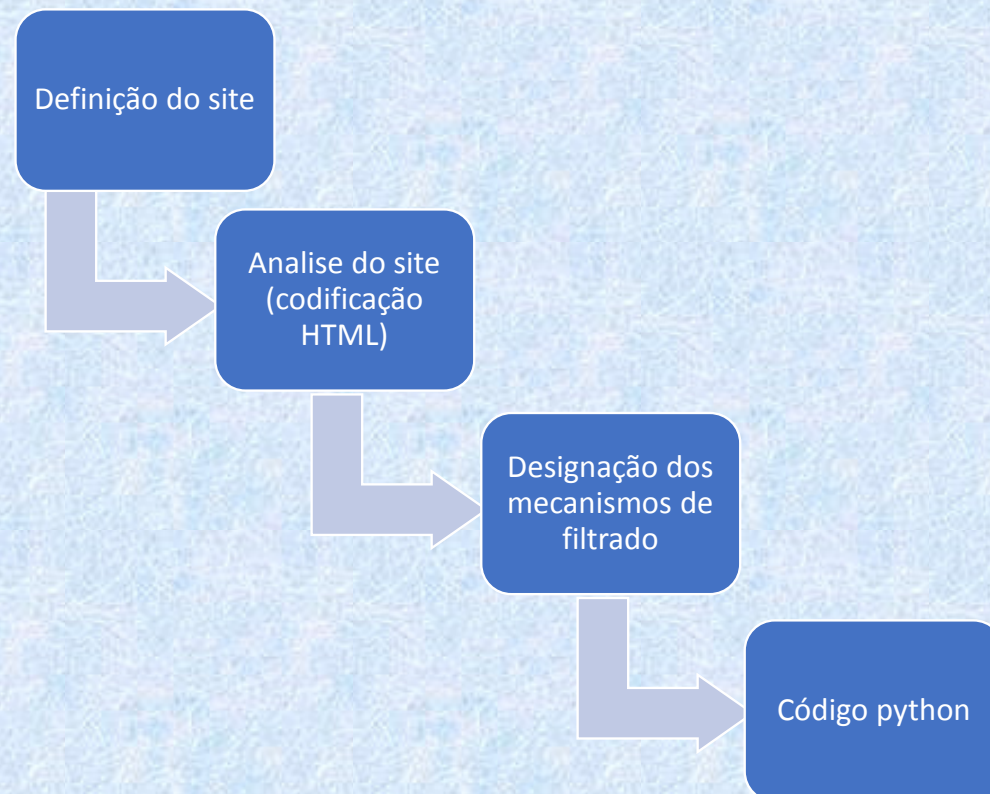 Definição do site
Analise do site
(codificação
HTML)
Designação dos
mecanismos de
filtrado
Código python